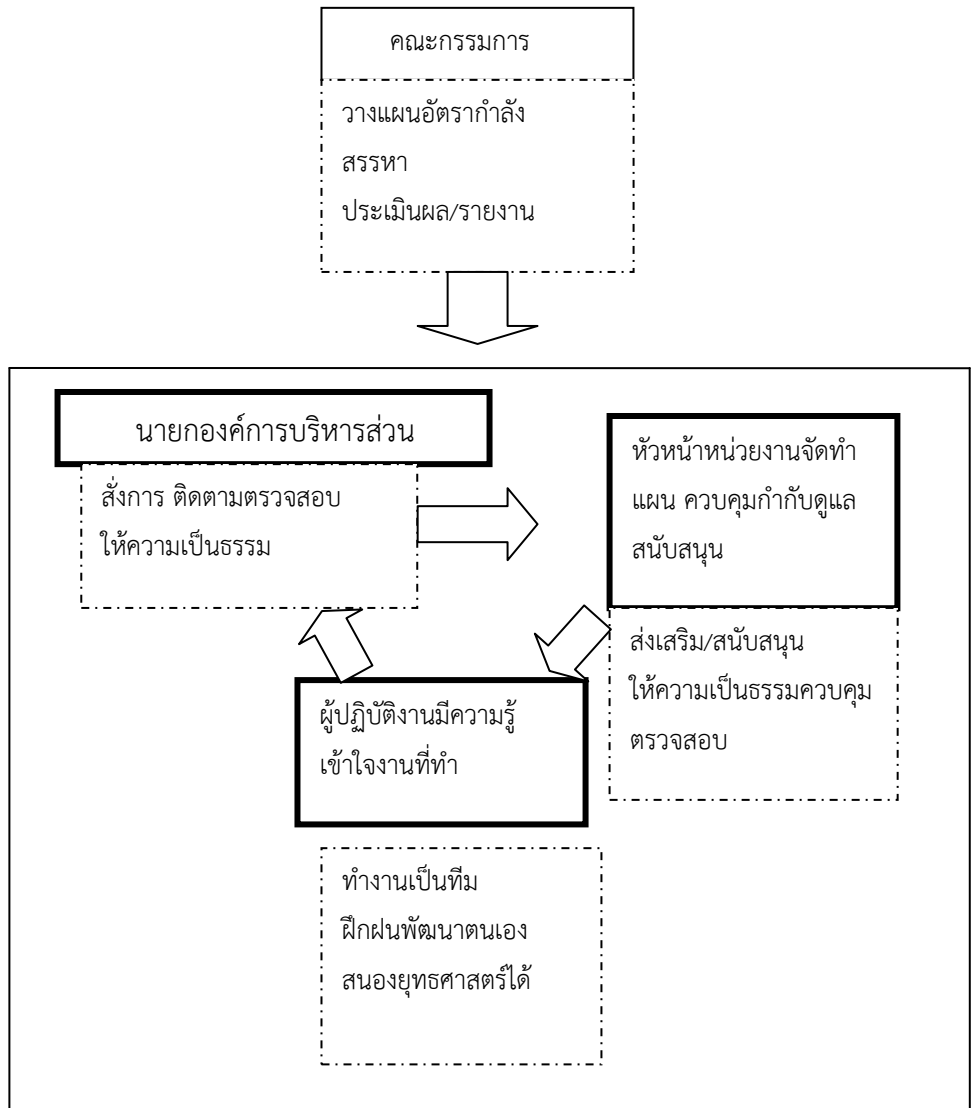 คณะกรรมการ
วางแผนอัตรากำลัง
สรรหา
ประเมินผล/รายงาน
นายกองค์การบริหารส่วน
สั่งการ ติดตามตรวจสอบ
ให้ความเป็นธรรม
หัวหน้าหน่วยงานจัดทำ
แผน ควบคุมกำกับดูแล
สนับสนุน
ส่งเสริม/สนับสนุน
ให้ความเป็นธรรมควบคุม
ตรวจสอบ
ผู้ปฏิบัติงานมีความรู้
เข้าใจงานที่ทำ
ทำงานเป็นทีม
ฝึกฝนพัฒนาตนเอง
สนองยุทธศาสตร์ได้